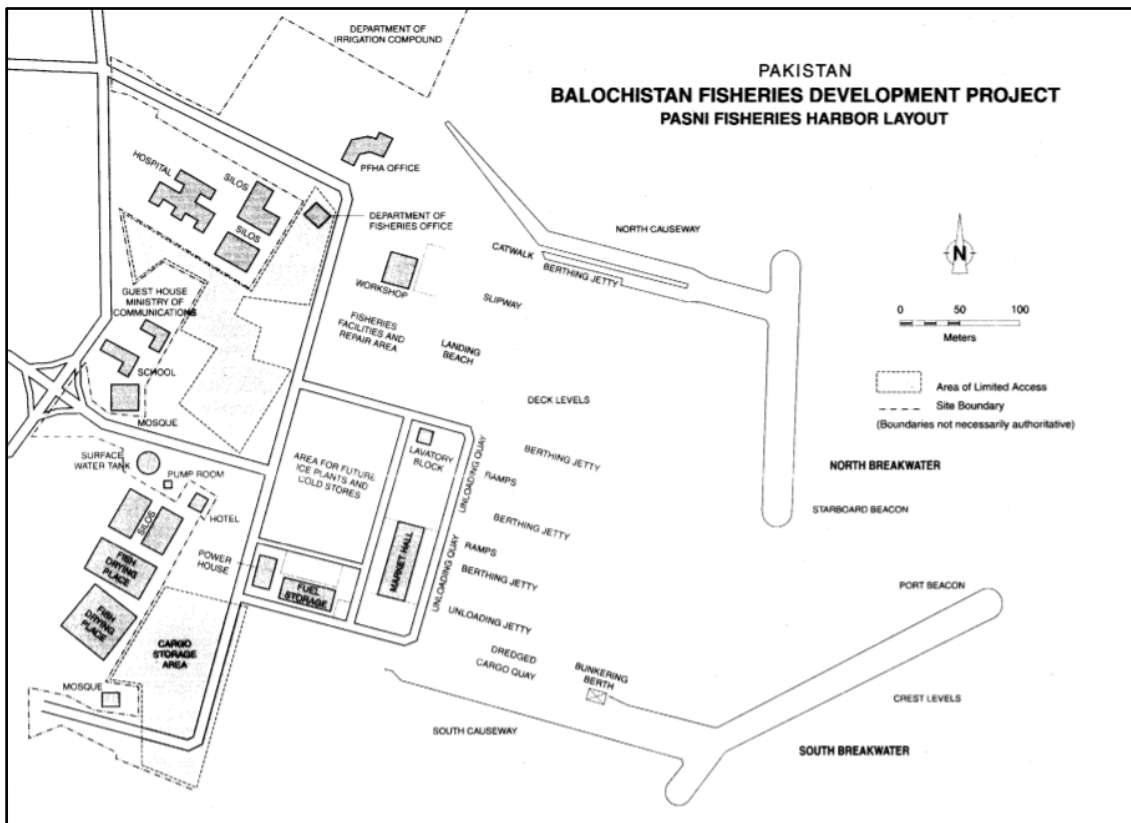 DEPARTMENT OF
IRRIGATION COMPOUND
PAKISTAN
BALOCHISTAN FISHERIES DEVELOPMENT PROJECT
PASNI FISHERIES HARBOR LAYOUT
HOSPITAL
SILOS
SILOS
PFHA OFFICE
DEPARTMENT OF
FISHERIES OFFICE
NORTH CAUSEWAY
CATWALK
BERTHING JETTY
N
WORKSHOP
SLIPWAY
GUEST HOUSE
MINISTRY OF
COMMUNICATIONS
FISHERIES
FACILITIES AND
REPAIR AREA
LANDING
BEACH
0 50 100
Meters
SCHOOL
MOSQUE
DECK LEVELS
Area of Limited Access
Site Boundary
(Boundaries not necessarily authoritative)
SURFACE
WATER TANK
PUMP ROOM
HOTEL
SILOS
AREA FOR FUTURE
ICE PLANTS AND
COLD STORES
LAVATORY
BLOCK
UNLOADING QUAY
BERTHING JETTY
RAMPS
NORTH BREAKWATER
STARBOARD BEACON
BERTHING JETTY
FISH
DRYING
PLACE
POWER
HOUSE
FUEL
STORAGE
MARKET HALL
UNLOADING QUAY
RAMPS
BERTHING JETTY
PORT BEACON
FISH
DRYING
PLACE
UNLOADING JETTY
CARGO
STORAGE
AREA
DREDGED
CARGO QUAY
BUNKERING
BERTH
MOSQUE
CREST LEVELS
SOUTH CAUSEWAY
SOUTH BREAKWATER